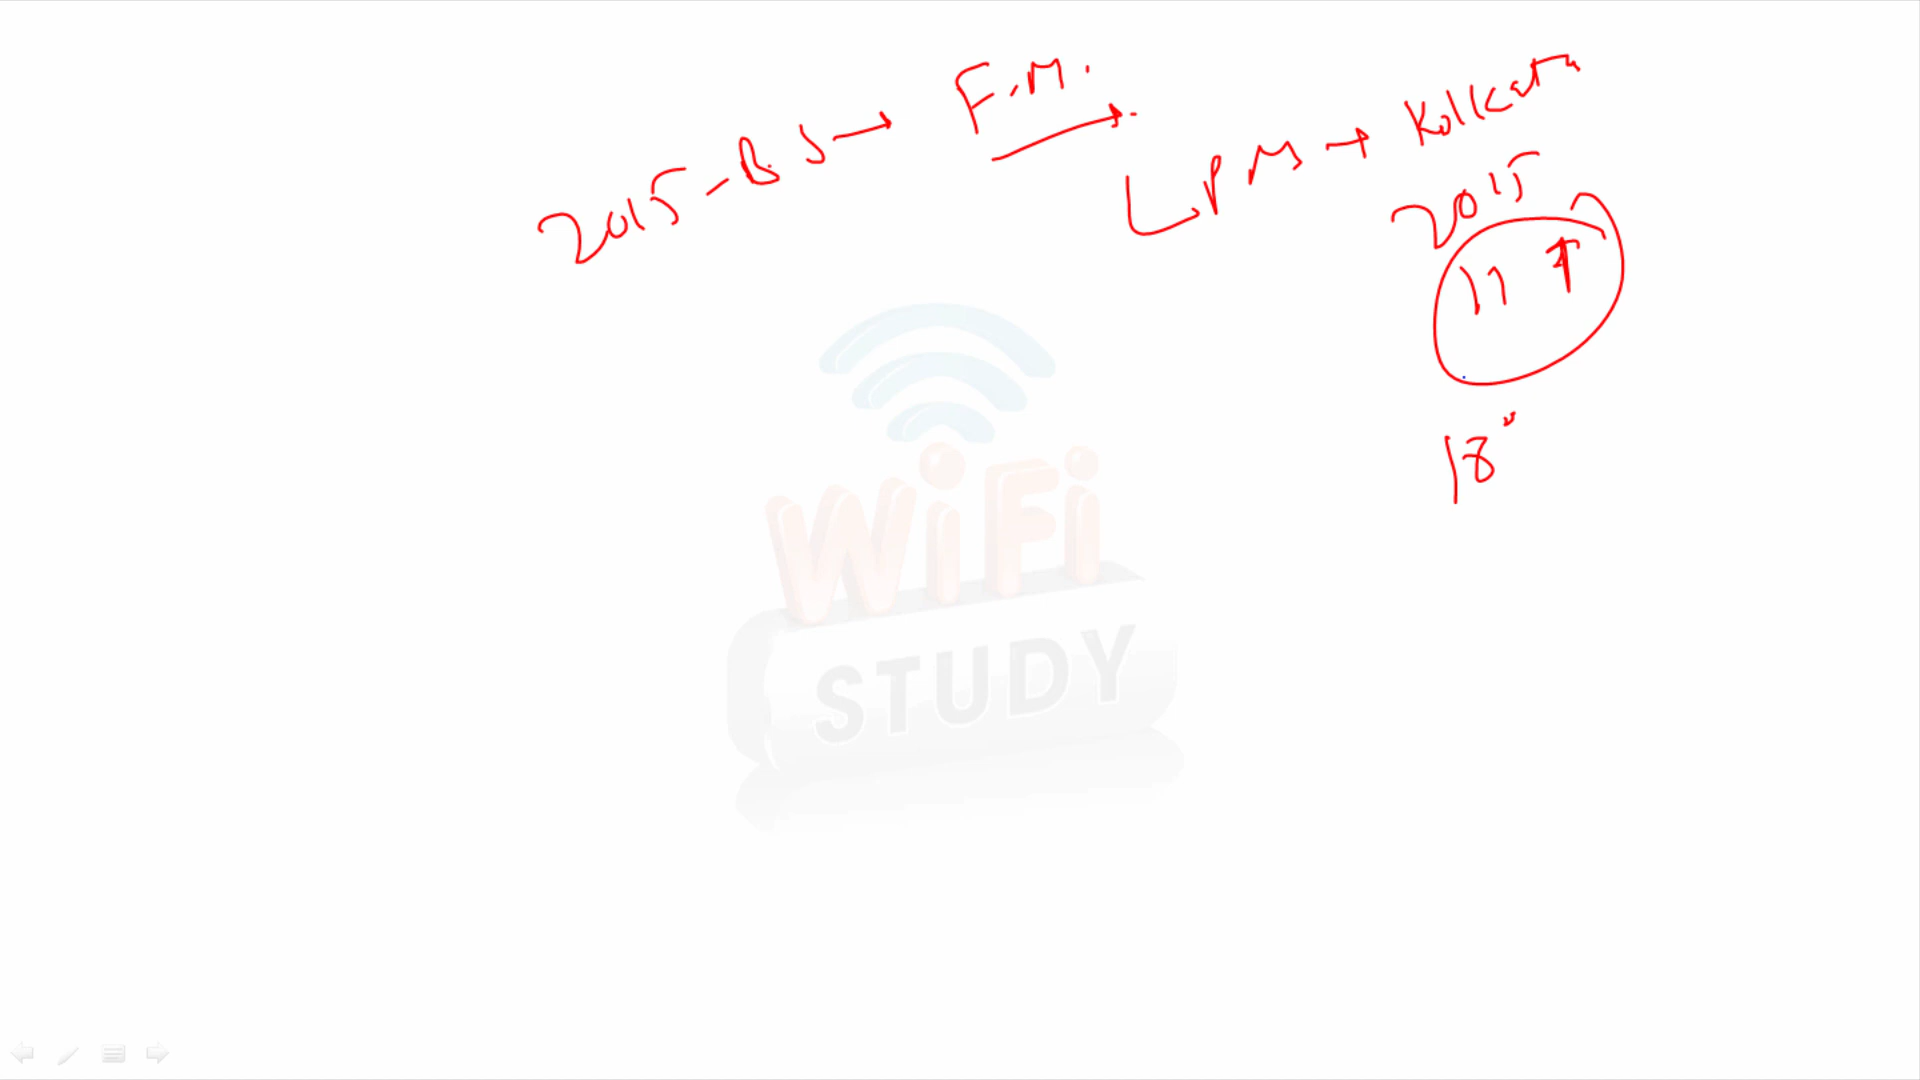 2015 - B.S → F.M.
LPM → Kolkata
2015
11 ↑
18"
WiFi
STUDY